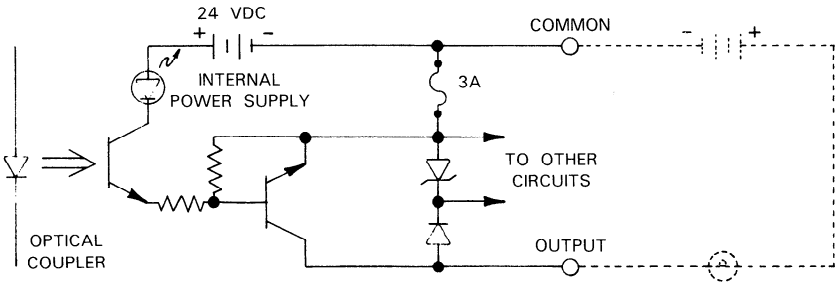 24 VDC
+ -
INTERNAL
POWER SUPPLY
COMMON
- +
3A
TO OTHER
CIRCUITS
OPTICAL
COUPLER
OUTPUT